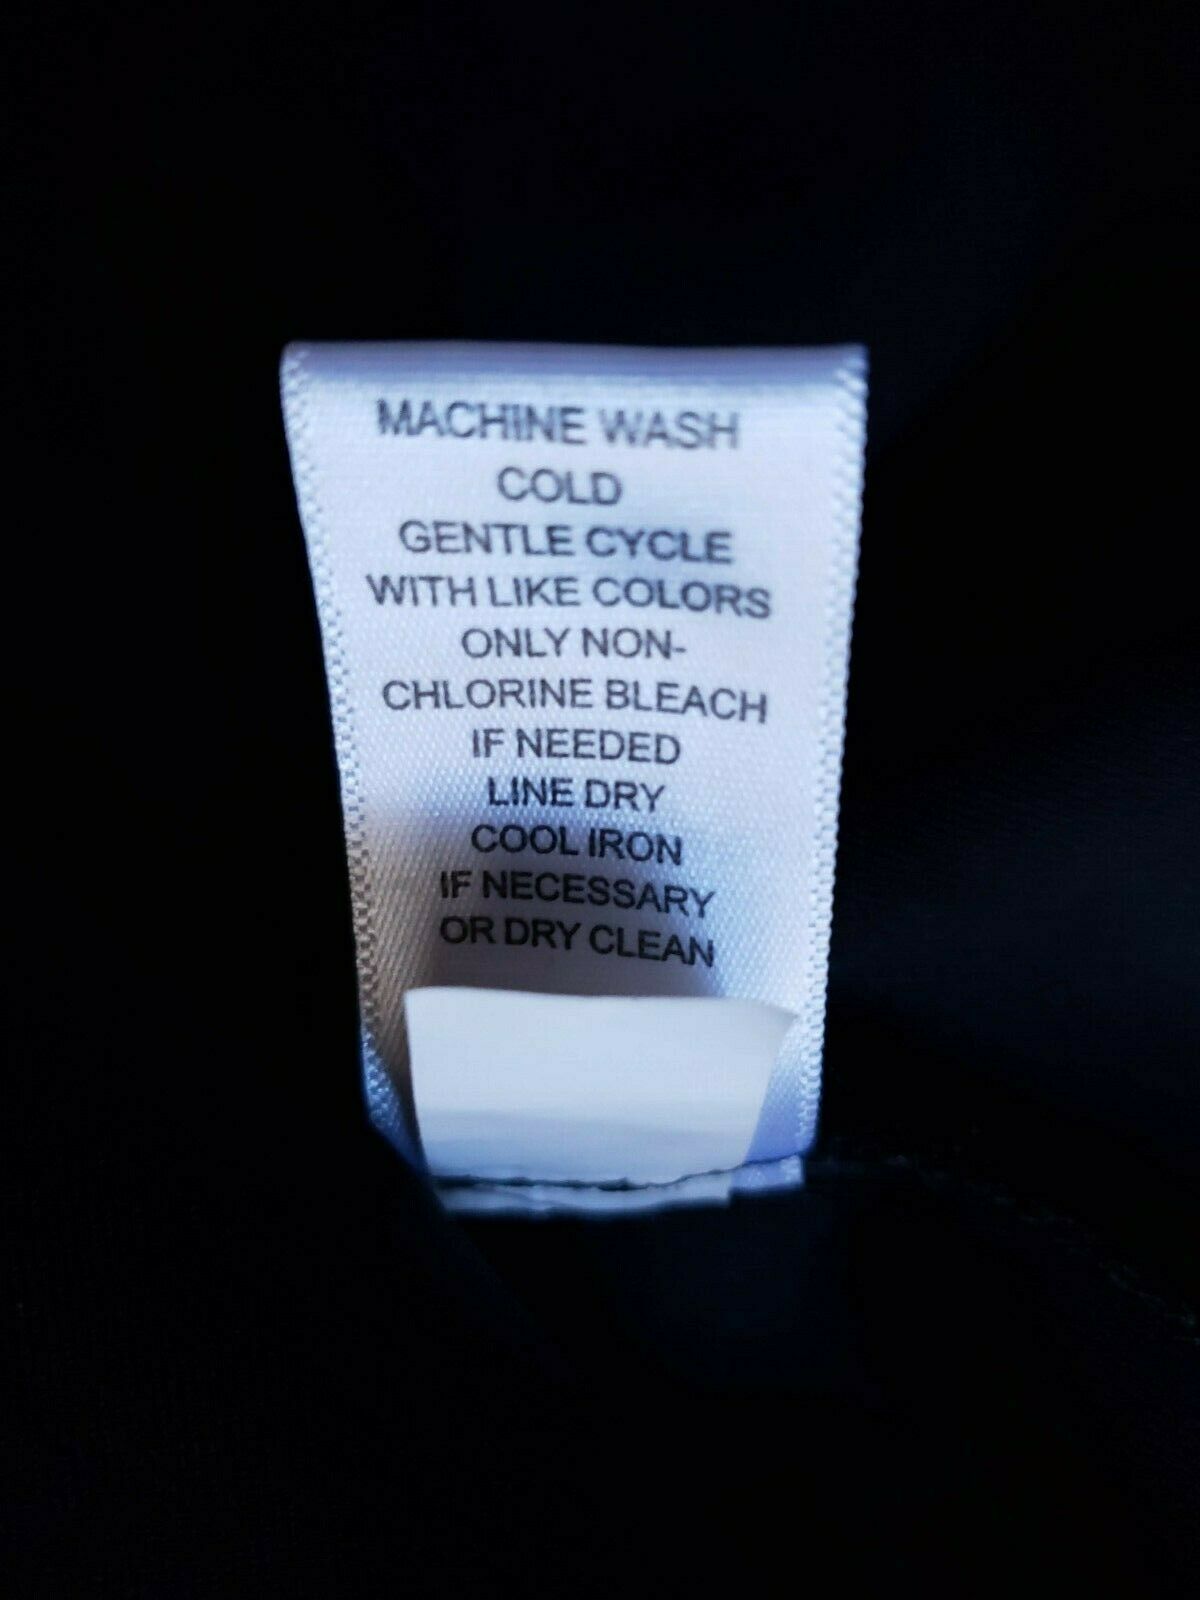 MACHINE WASH
COLD
GENTLE CYCLE
WITH LIKE COLORS
ONLY NON-
CHLORINE BLEACH
IF NEEDED
LINE DRY
COOL IRON
IF NECESSARY
OR DRY CLEAN